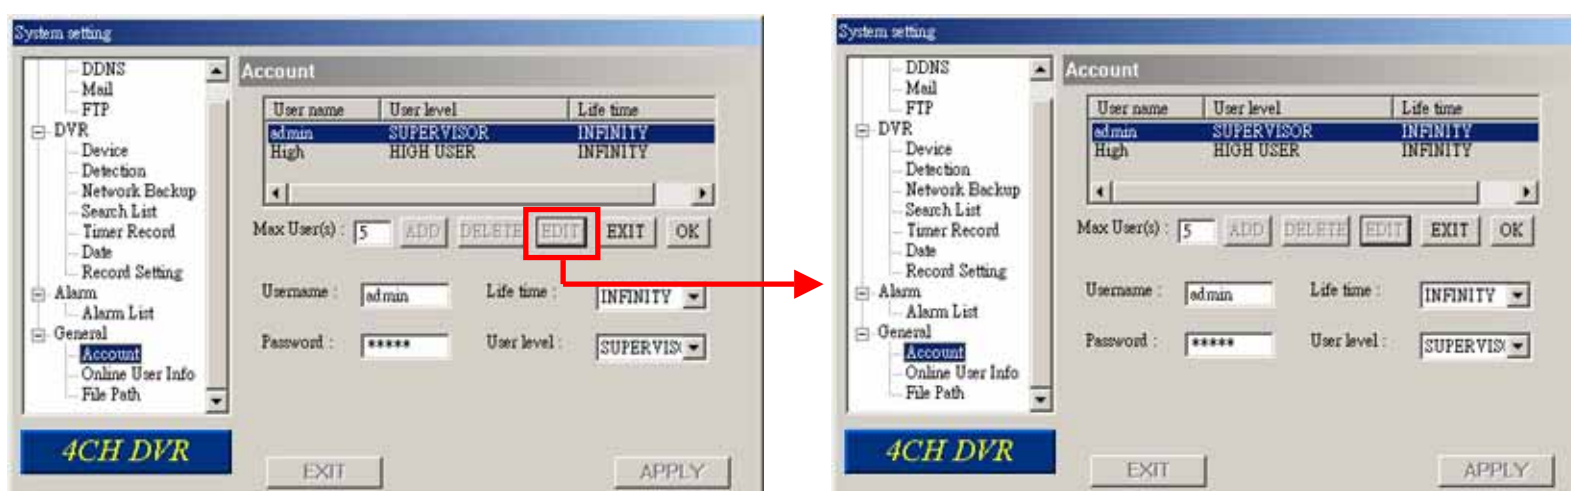 System setting
DDNS
Mail
FTP
DVR
Device
Detection
Network Backup
Search List
Timer Record
Date
Record Setting
Alarm
Alarm List
General
Account
Online User Info
File Path
4CH DVR
Account
User name User level Life time
admin SUPERVISOR INFINITY
High HIGH USER INFINITY
Max User(s) : 5 ADD DELETE EDIT EXIT OK
Username : admin Life time : INFINITY
Password : ***** User level : SUPERVIS
EXIT APPLY
System setting
DDNS
Mail
FTP
DVR
Device
Detection
Network Backup
Search List
Timer Record
Date
Record Setting
Alarm
Alarm List
General
Account
Online User Info
File Path
4CH DVR
Account
User name User level Life time
admin SUPERVISOR INFINITY
High HIGH USER INFINITY
Max User(s) : 5 ADD DELETE EDIT EXIT OK
Username : admin Life time : INFINITY
Password : ***** User level : SUPERVIS
EXIT APPLY